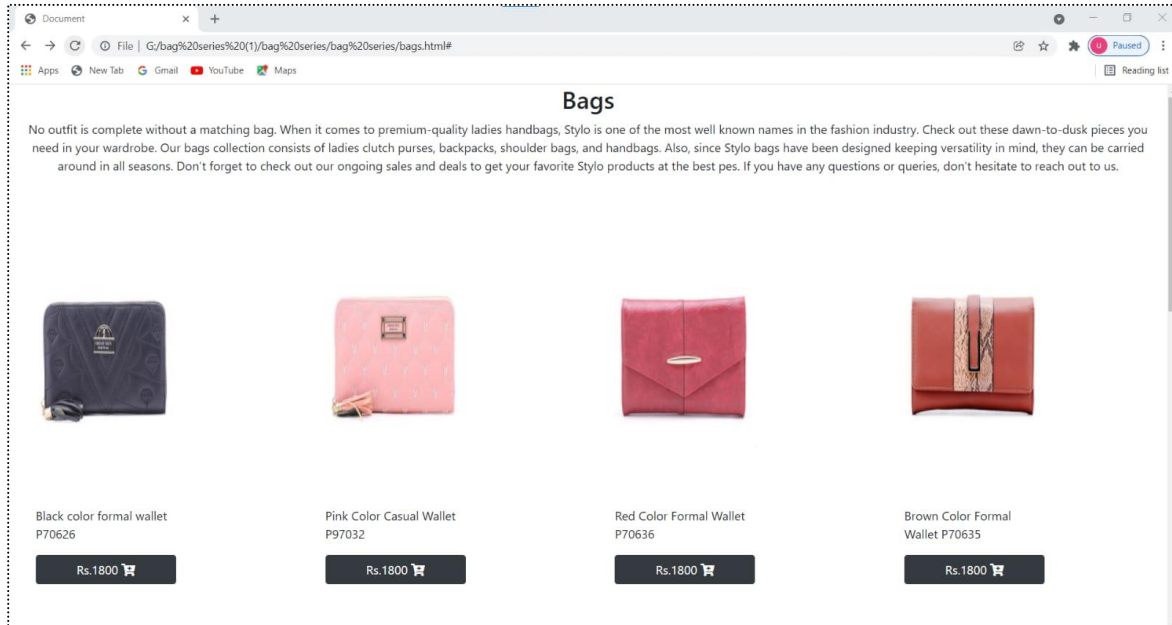 Document
File | G:/bag%20series%20(1)/bag%20series/bag%20series/bags.html#
u Paused
Apps New Tab G Gmail YouTube Maps Reading list
Bags
No outfit is complete without a matching bag. When it comes to premium-quality ladies handbags, Stylo is one of the most well known names in the fashion industry. Check out these dawn-to-dusk pieces you
need in your wardrobe. Our bags collection consists of ladies clutch purses, backpacks, shoulder bags, and handbags. Also, since Stylo bags have been designed keeping versatility in mind, they can be carried
around in all seasons. Don't forget to check out our ongoing sales and deals to get your favorite Stylo products at the best pes. If you have any questions or queries, don't hesitate to reach out to us.
Black color formal wallet
P70626
Rs.1800
Pink Color Casual Wallet
P97032
Rs.1800
Red Color Formal Wallet
P70636
Rs.1800
Brown Color Formal
Wallet P70635
Rs.1800